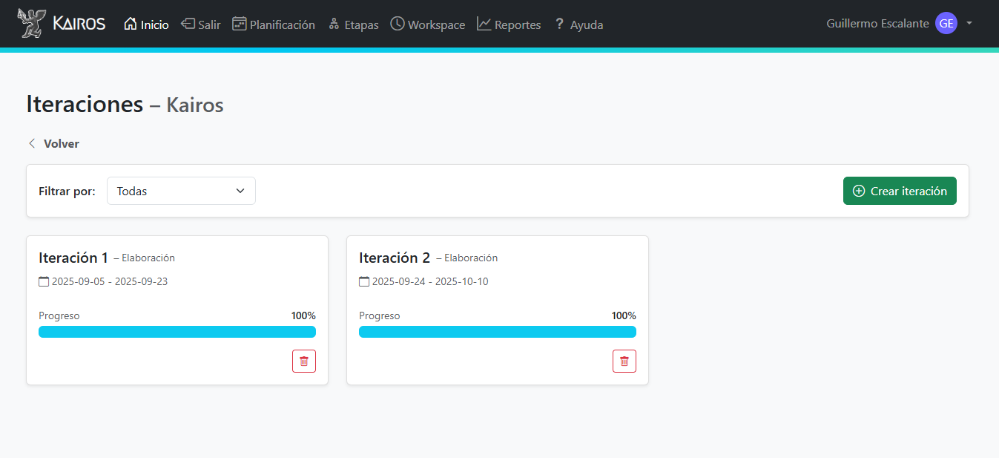 KAIROS Inicio Salir Planificación Etapas Workspace Reportes ? Ayuda Guillermo Escalante GE
Iteraciones – Kairos
Volver
Filtrar por: Todas Crear iteración
Iteración 1 – Elaboración
2025-09-05 - 2025-09-23
Progreso 100%
Iteración 2 – Elaboración
2025-09-24 - 2025-10-10
Progreso 100%